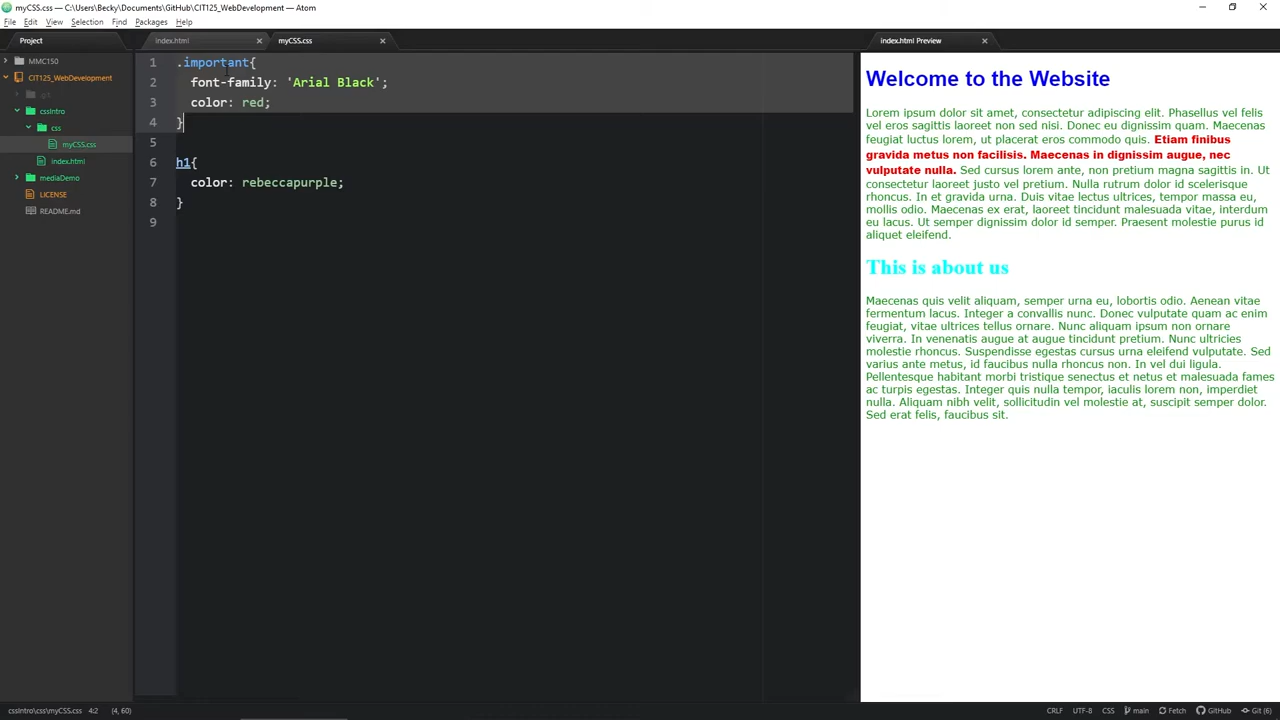 myCSS.css — C:\Users\Becky\Documents\GitHub\CIT125_WebDevelopment — Atom
File Edit View Selection Find Packages Help
Project
MMC150
CIT125_WebDevelopment
.git
cssIntro
css
myCSS.css
index.html
mediaDemo
LICENSE
README.md
index.html
myCSS.css
1 .important{
2 font-family: 'Arial Black';
3 color: red;
4 }
5
6 h1{
7 color: rebeccapurple;
8 }
9
index.html Preview
Welcome to the Website
Lorem ipsum dolor sit amet, consectetur adipiscing elit. Phasellus vel felis
vel eros sagittis laoreet non sed nisi. Donec eu dignissim quam. Maecenas
feugiat luctus lorem, ut placerat eros commodo quis. Etiam finibus
gravida metus non facilisis. Maecenas in dignissim augue, nec
vulputate nulla. Sed cursus lorem ante, non pretium magna sagittis in. Ut
consectetur laoreet justo vel pretium. Nulla rutrum dolor id scelerisque
rhoncus. In et gravida urna. Duis vitae lectus ultrices, tempor massa eu,
mollis odio. Maecenas ex erat, laoreet tincidunt malesuada vitae, interdum
eu lacus. Ut semper dignissim dolor id semper. Praesent molestie purus id
aliquet eleifend.
This is about us
Maecenas quis velit aliquam, semper urna eu, lobortis odio. Aenean vitae
fermentum lacus. Integer a convallis nunc. Donec vulputate quam ac enim
feugiat, vitae ultrices tellus ornare. Nunc aliquam ipsum non ornare
viverra. In venenatis augue at augue tincidunt pretium. Nunc ultricies
molestie rhoncus. Suspendisse egestas cursus urna eleifend vulputate. Sed
varius ante metus, id faucibus nulla rhoncus non. In vel dui ligula.
Pellentesque habitant morbi tristique senectus et netus et malesuada fames
ac turpis egestas. Integer quis nulla tempor, iaculis lorem non, imperdiet
nulla. Aliquam nibh velit, sollicitudin vel molestie at, suscipit semper dolor.
Sed erat felis, faucibus sit.
cssIntro\css\myCSS.css 4:2 (4, 60)
CRLF UTF-8 CSS main Fetch GitHub Git (6)